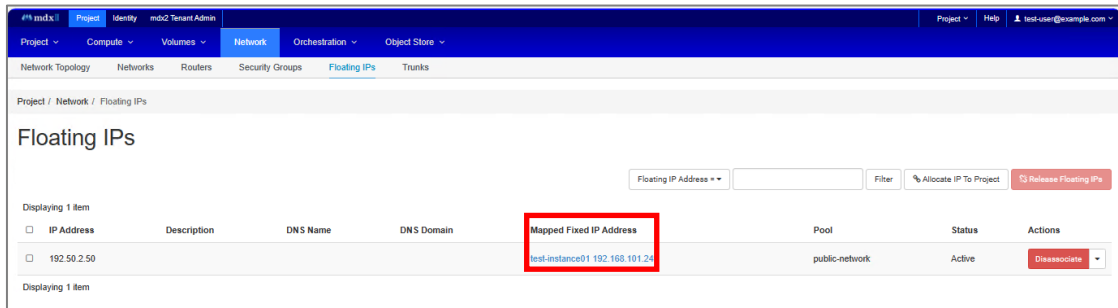 mdx II Project Identity mdx2 Tenant Admin Project Help test-user@example.com
Project Compute Volumes Network Orchestration Object Store
Network Topology Networks Routers Security Groups Floating IPs Trunks
Project / Network / Floating IPs
Floating IPs
Floating IP Address = Filter Allocate IP To Project Release Floating IPs
Displaying 1 item
IP Address Description DNS Name DNS Domain Mapped Fixed IP Address Pool Status Actions
192.50.2.50 test-instance01 192.168.101.24 public-network Active Disassociate
Displaying 1 item